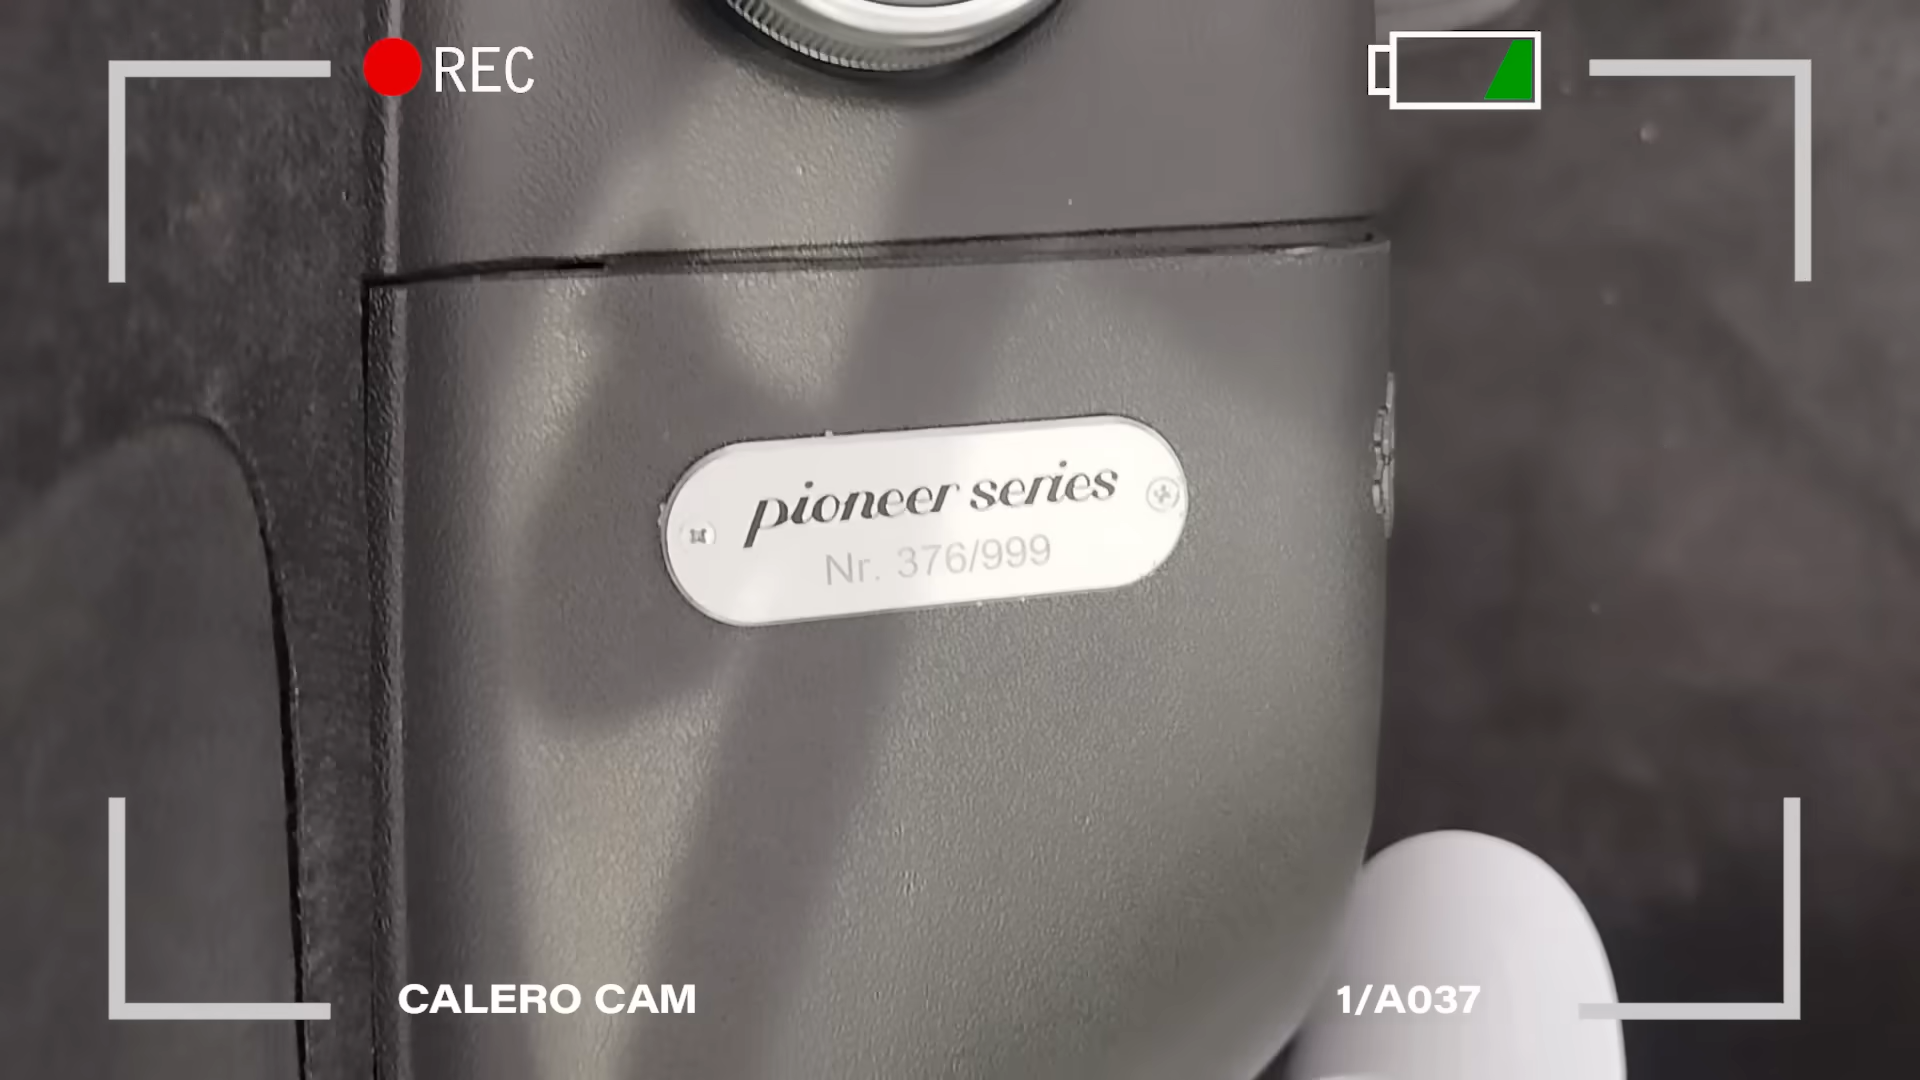 REC
pioneer series
Nr. 376/999
CALERO CAM
1/A037